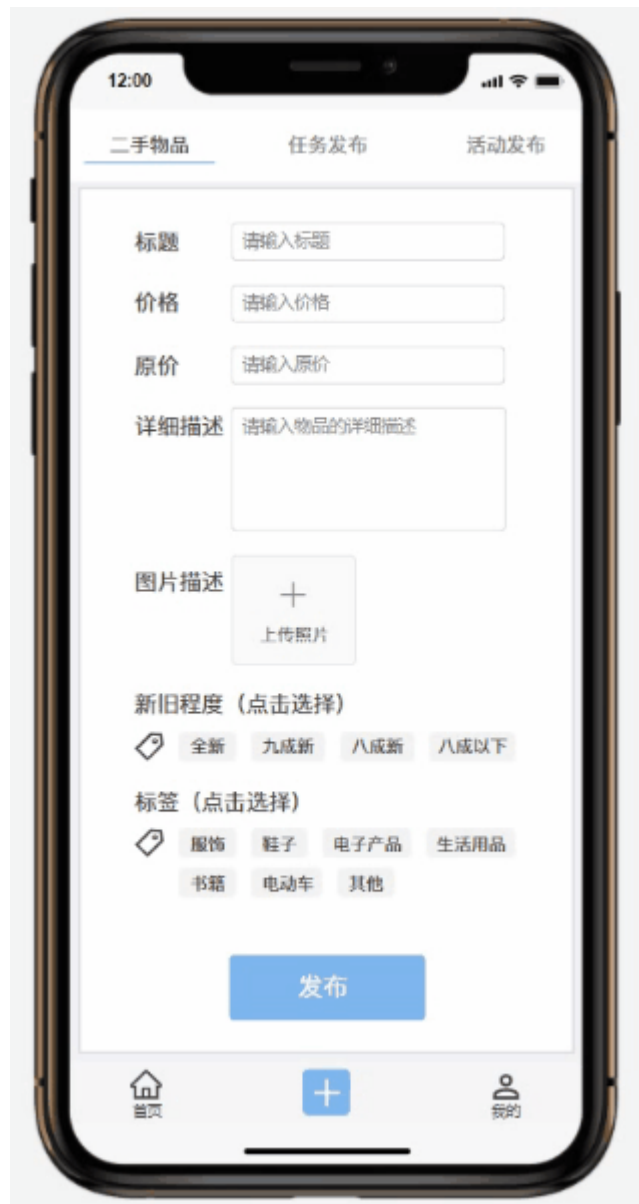 12:00
二手物品 任务发布 活动发布
标题 请输入标题
价格 请输入价格
原价 请输入原价
详细描述 请输入物品的详细描述
图片描述
上传照片
新旧程度（点击选择）
全新 九成新 八成新 八成以下
标签（点击选择）
服饰 鞋子 电子产品 生活用品
书籍 电动车 其他
发布
首页 我的